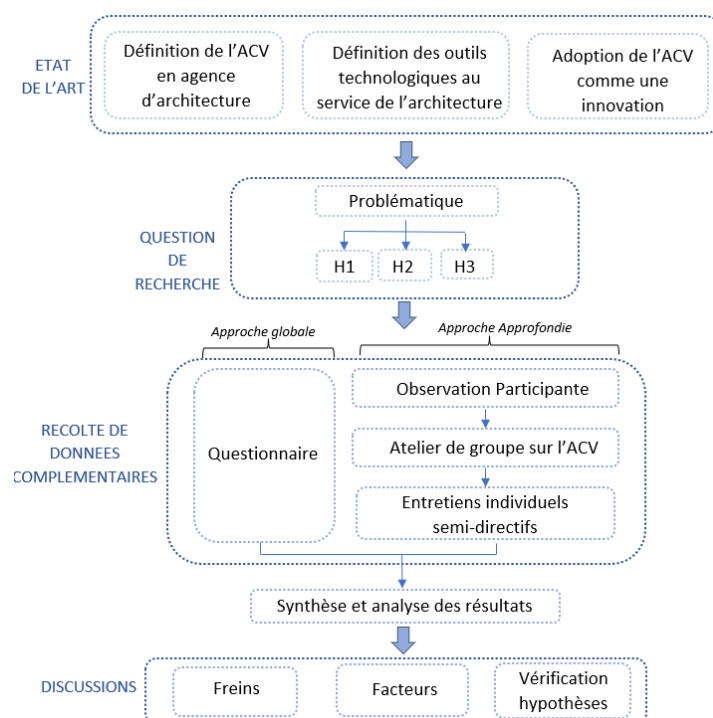 ETAT
DE L'ART
Définition de l'ACV
en agence
d'architecture
Définition des outils
technologiques au
service de l'architecture
Adoption de l'ACV
comme une
innovation
QUESTION
DE
RECHERCHE
Problématique
H1
H2
H3
Approche globale
Approche Approfondie
RECOLTE DE
DONNEES
COMPLEMENTAIRES
Questionnaire
Observation Participante
Atelier de groupe sur l'ACV
Entretiens individuels
semi-directifs
Synthèse et analyse des résultats
DISCUSSIONS
Freins
Facteurs
Vérification
hypothèses